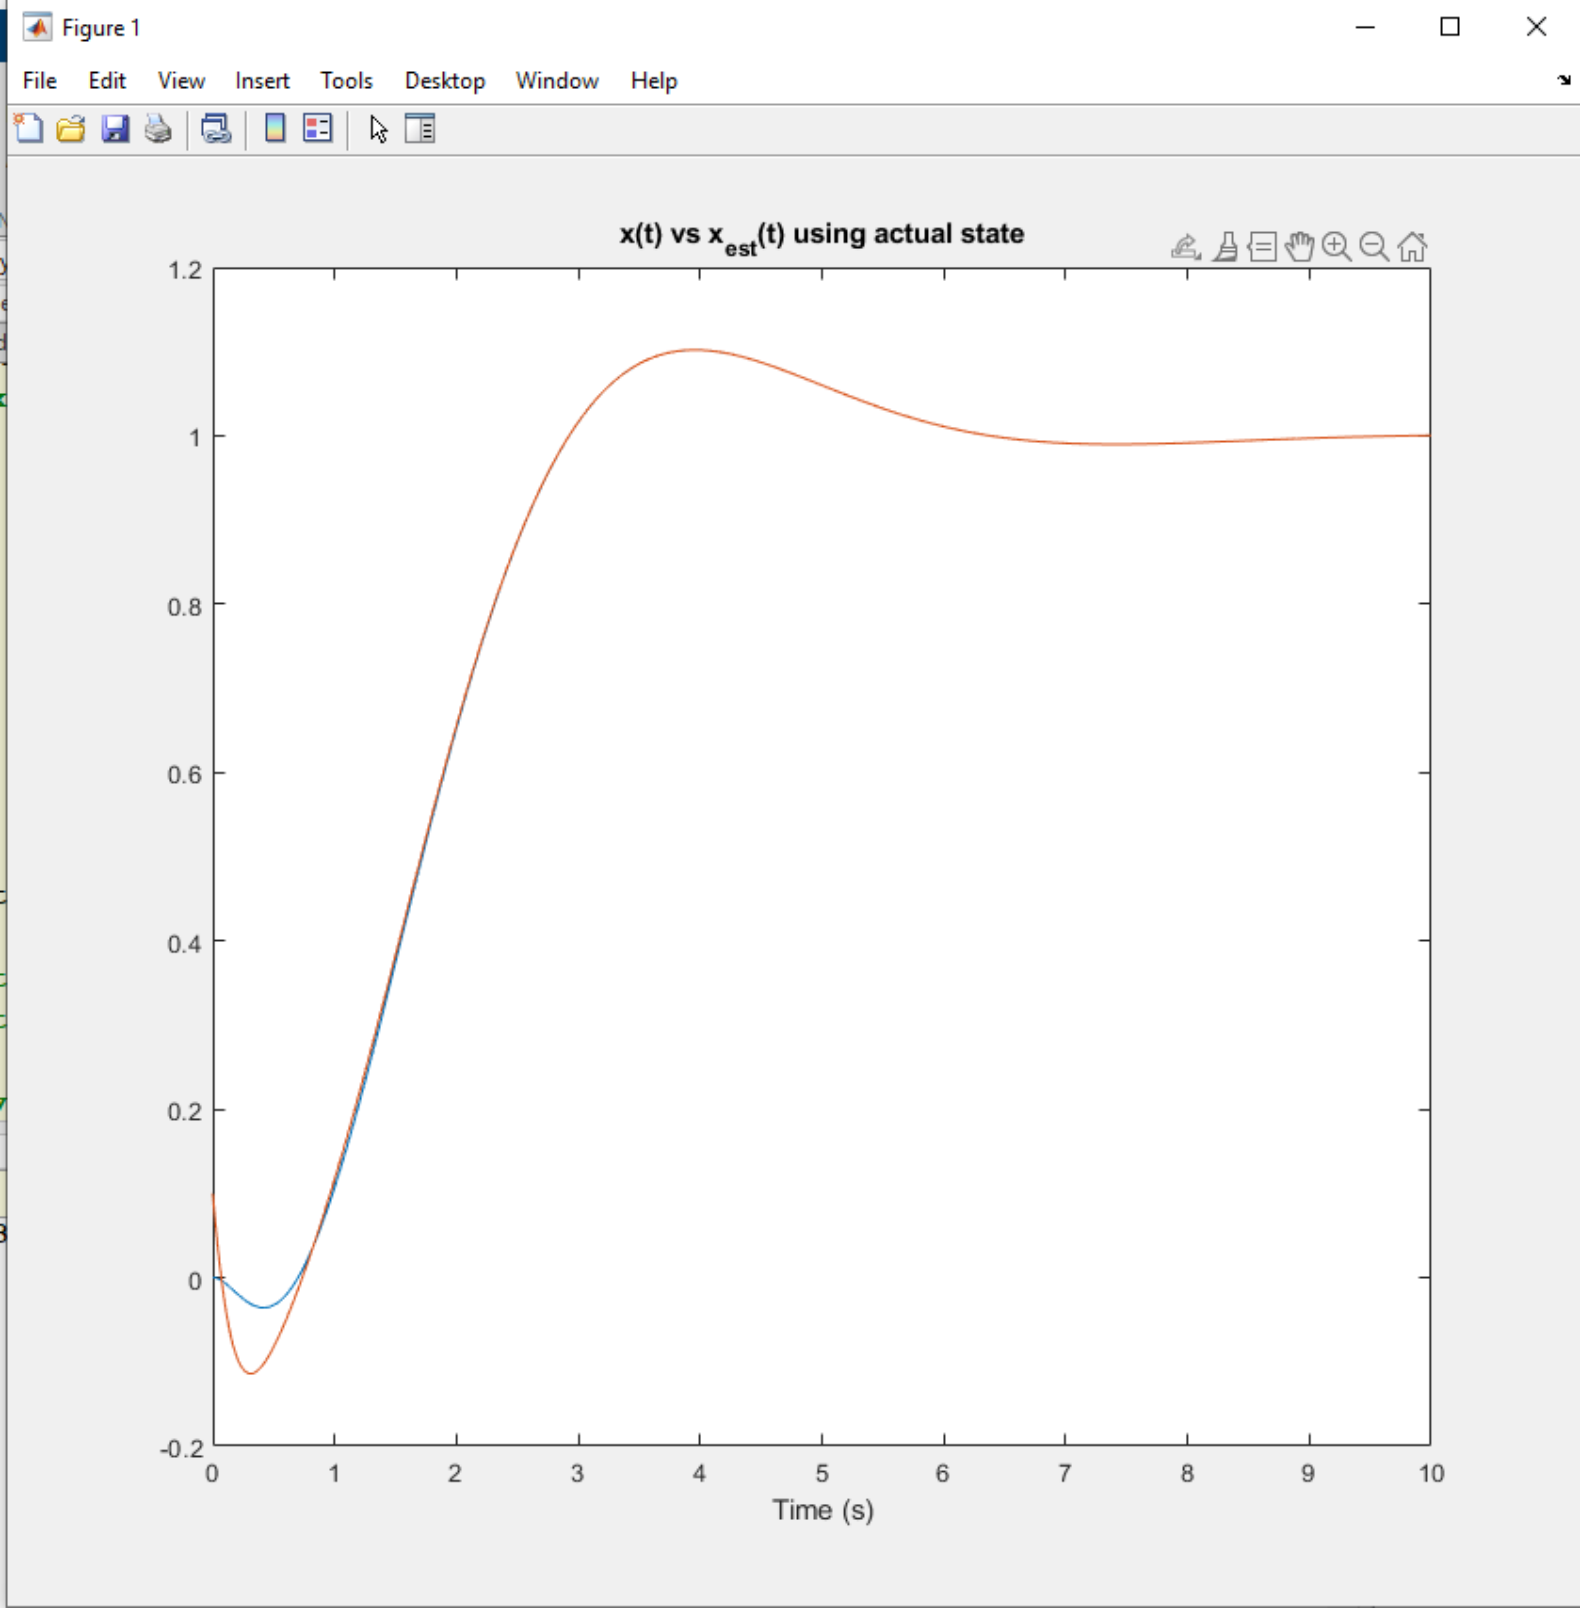 Figure 1
File Edit View Insert Tools Desktop Window Help
x(t) vs x_est(t) using actual state
1.2
1
0.8
0.6
0.4
0.2
0
-0.2
0 1 2 3 4 5 6 7 8 9 10
Time (s)